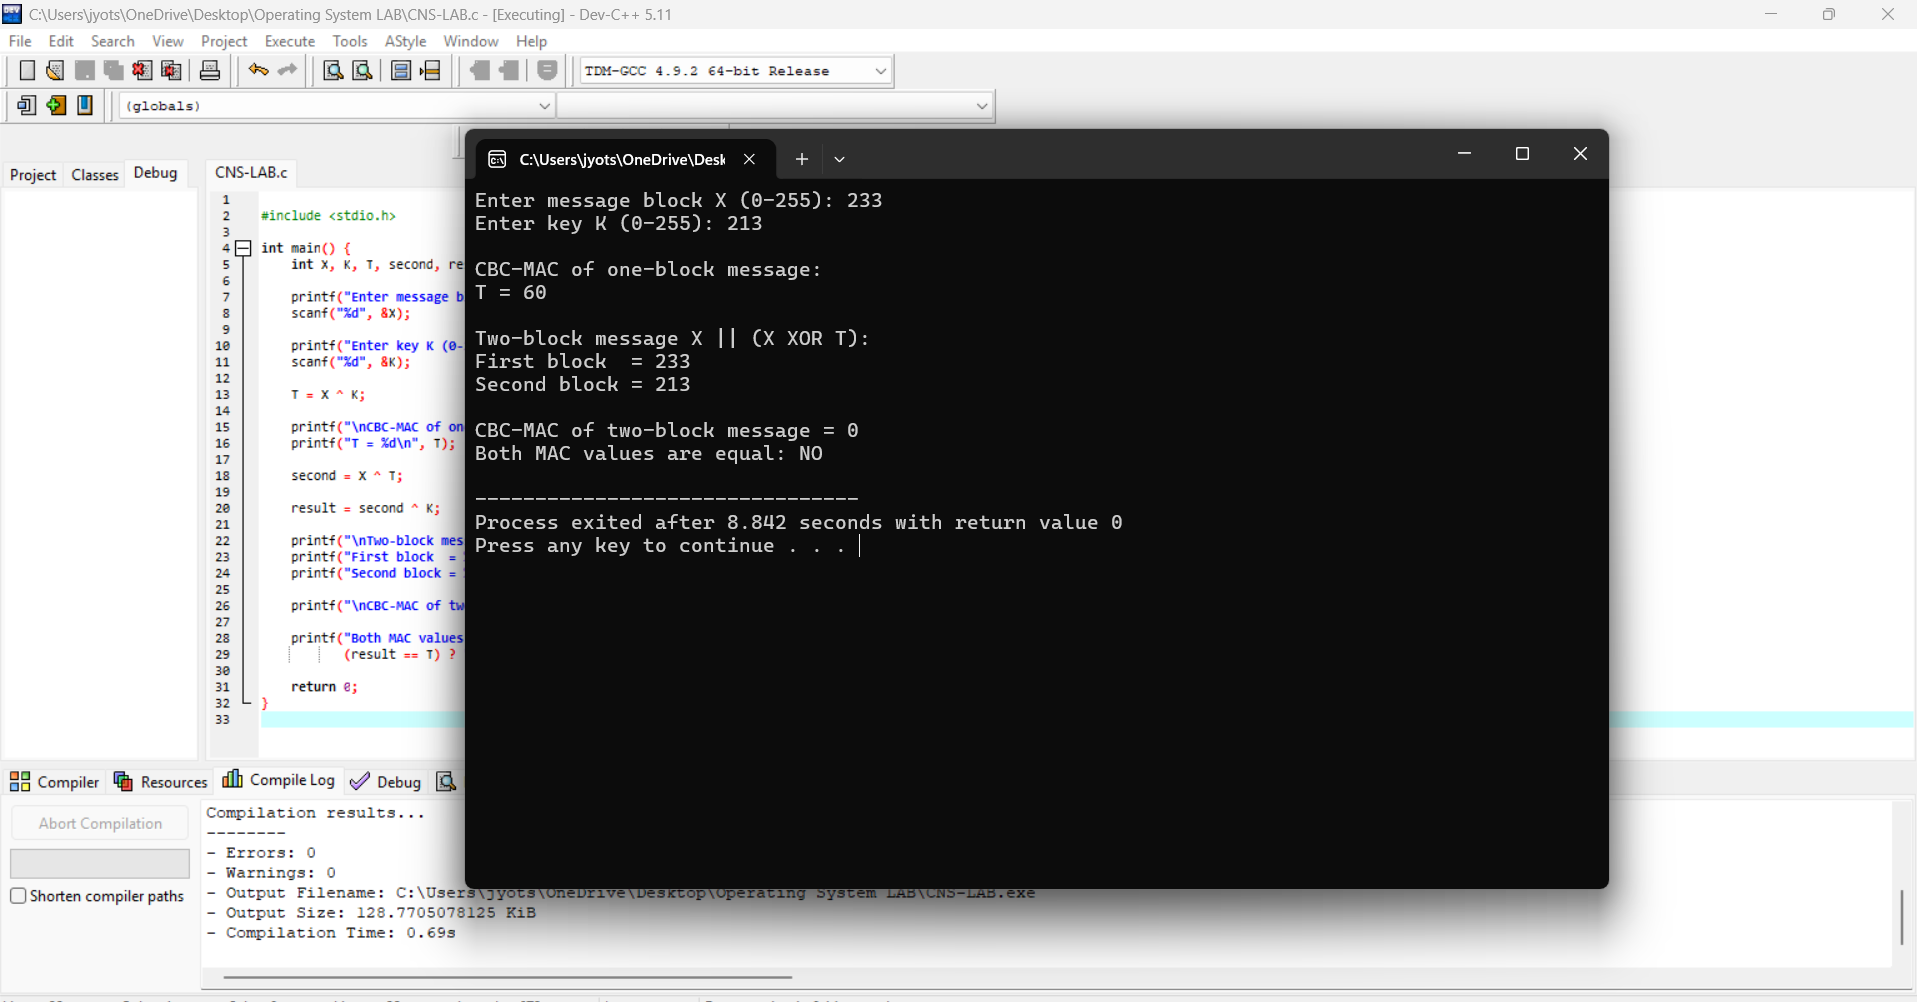 C:\Users\jyots\OneDrive\Desktop\Operating System LAB\CNS-LAB.c - [Executing] - Dev-C++ 5.11
File Edit Search View Project Execute Tools AStyle Window Help
TDM-GCC 4.9.2 64-bit Release
(globals)
Project Classes Debug
CNS-LAB.c
1
2 #include <stdio.h>
3
4 int main() {
5 int X, K, T, second, re
6
7 printf("Enter message b
8 scanf("%d", &X);
9
10 printf("Enter key K (0-
11 scanf("%d", &K);
12
13 T = X ^ K;
14
15 printf("\nCBC-MAC of on
16 printf("T = %d\n", T);
17
18 second = X ^ T;
19
20 result = second ^ K;
21
22 printf("\nTwo-block mes
23 printf("First block  =
24 printf("Second block =
25
26 printf("\nCBC-MAC of tw
27
28 printf("Both MAC values
29 (result == T) ?
30
31 return 0;
32 }
33
C:\Users\jyots\OneDrive\Desk
Enter message block X (0-255): 233
Enter key K (0-255): 213
CBC-MAC of one-block message:
T = 60
Two-block message X || (X XOR T):
First block  = 233
Second block = 213
CBC-MAC of two-block message = 0
Both MAC values are equal: NO
--------------------------------
Process exited after 8.842 seconds with return value 0
Press any key to continue . . .
Compiler Resources Compile Log Debug
Abort Compilation
Shorten compiler paths
Compilation results...
--------
- Errors: 0
- Warnings: 0
- Output Filename: C:\Users\jyots\OneDrive\Desktop\Operating System LAB\CNS-LAB.exe
- Output Size: 128.7705078125 KiB
- Compilation Time: 0.69s